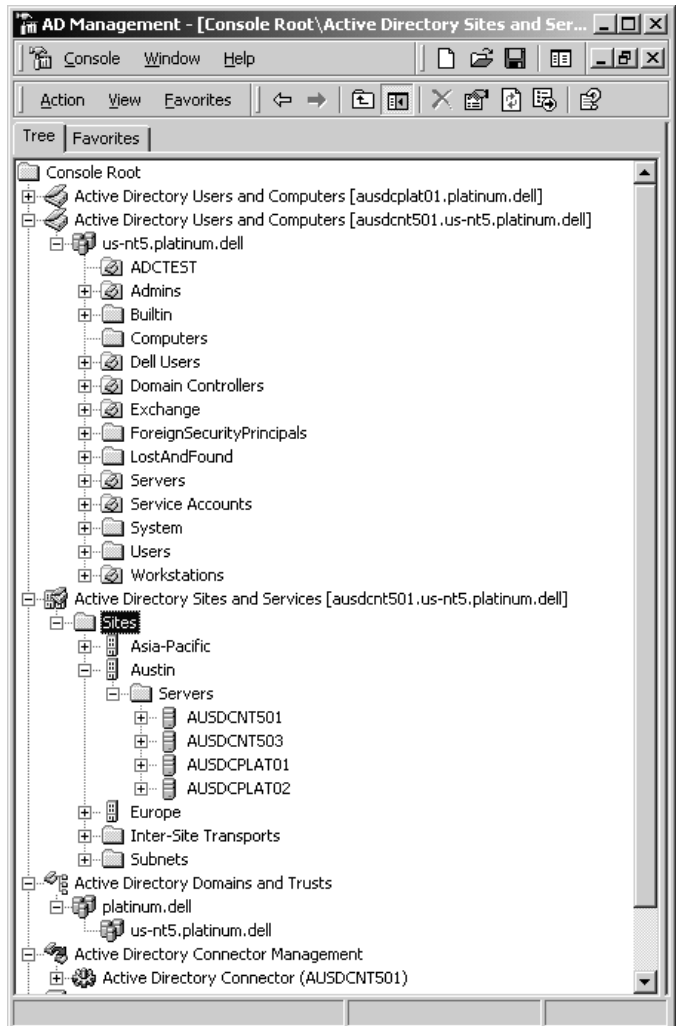 AD Management - [Console Root\Active Directory Sites and Ser...
Console Window Help
Action View Favorites
Tree Favorites
Console Root
Active Directory Users and Computers [ausdcplat01.platinum.dell]
Active Directory Users and Computers [ausdcnt501.us-nt5.platinum.dell]
us-nt5.platinum.dell
ADCTEST
Admins
Builtin
Computers
Dell Users
Domain Controllers
Exchange
ForeignSecurityPrincipals
LostAndFound
Servers
Service Accounts
System
Users
Workstations
Active Directory Sites and Services [ausdcnt501.us-nt5.platinum.dell]
Sites
Asia-Pacific
Austin
Servers
AUSDCNT501
AUSDCNT503
AUSDCPLAT01
AUSDCPLAT02
Europe
Inter-Site Transports
Subnets
Active Directory Domains and Trusts
platinum.dell
us-nt5.platinum.dell
Active Directory Connector Management
Active Directory Connector (AUSDCNT501)